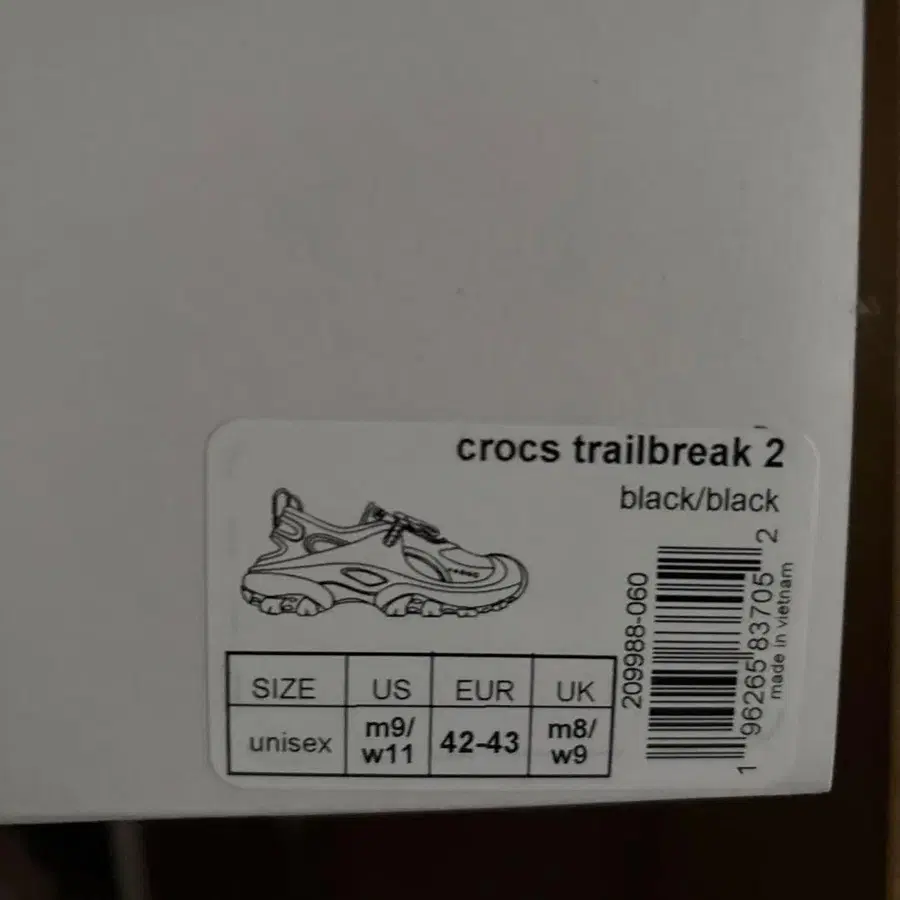 crocs trailbreak 2
black/black
SIZE US EUR UK
unisex m9/ w11 42-43 m8/ w9
209988-060
1 96265 83705 2
made in vietnam